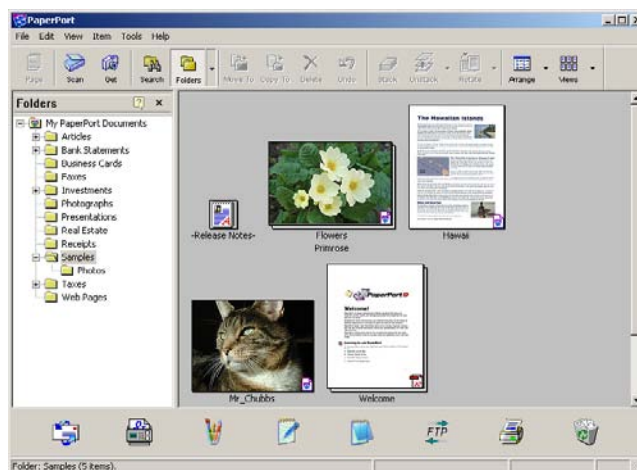 PaperPort
File Edit View Item Tools Help
Page Scan Get Search Folders Move To Copy To Delete Undo Stack Unstack Rotate Arrange Views
Folders
My PaperPort Documents
Articles
Bank Statements
Business Cards
Faxes
Investments
Photographs
Presentations
Real Estate
Receipts
Samples
Photos
Taxes
Web Pages
The Hawaiian Islands
-Release Notes-
Flowers
Primrose
Hawaii
PaperPort
Welcome!
Mr_Chubbs
Welcome
FTP
Folder: Samples (5 items).